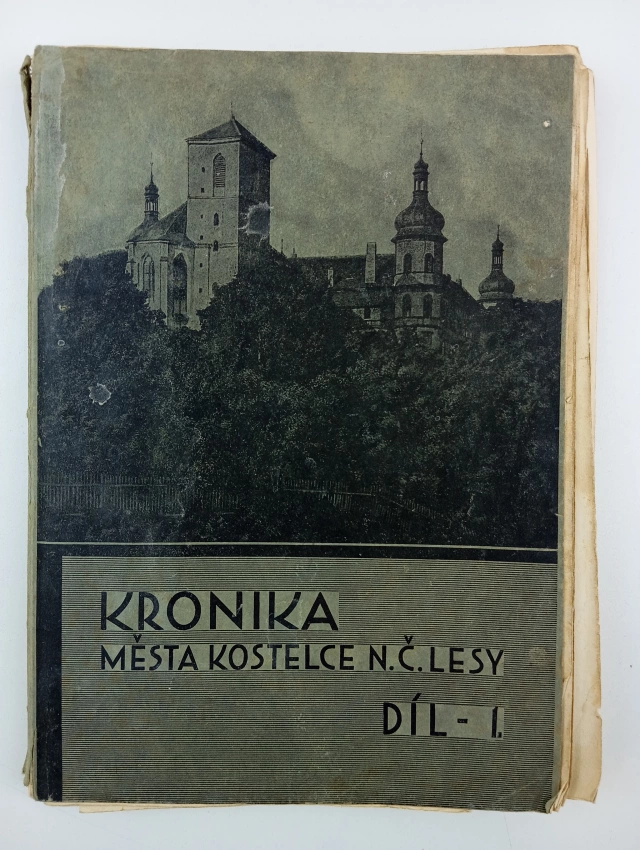 KRONIKA
MĚSTA KOSTELCE N.Č.LESY
DÍL - I.